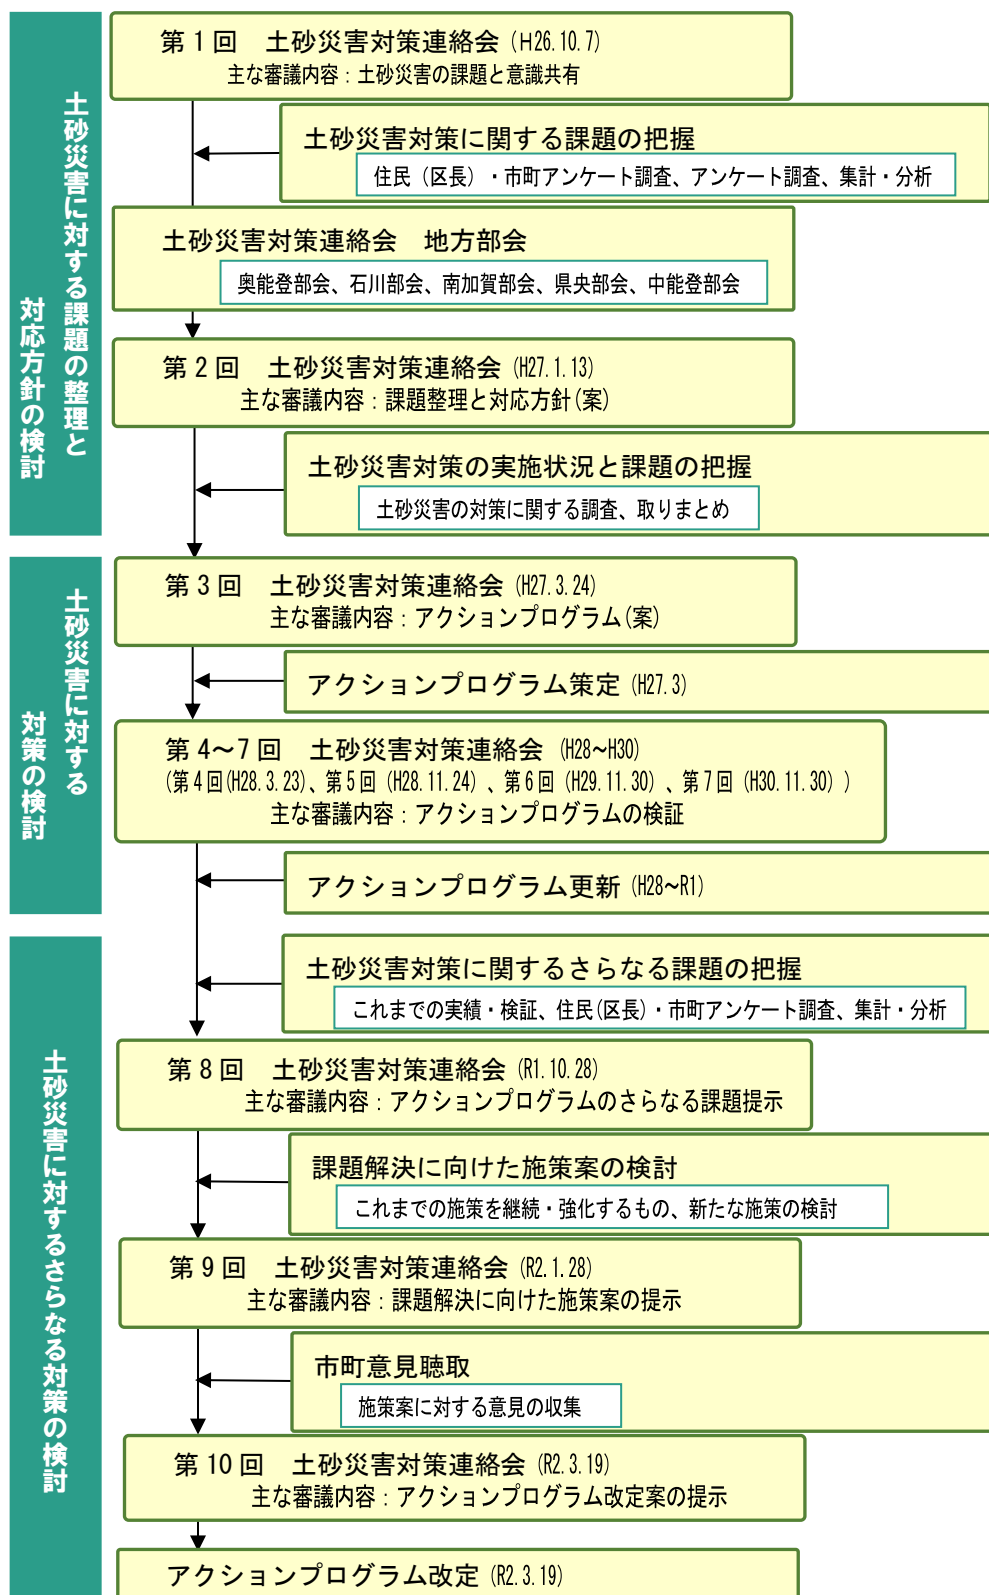 土砂災害に対する課題の整理と
対応方針の検討
第１回　土砂災害対策連絡会（H26.10.7）
主な審議内容：土砂災害の課題と意識共有
土砂災害対策に関する課題の把握
住民（区長）・市町アンケート調査、アンケート調査、集計・分析
土砂災害対策連絡会　地方部会
奥能登部会、石川部会、南加賀部会、県央部会、中能登部会
第２回　土砂災害対策連絡会（H27.1.13）
主な審議内容：課題整理と対応方針(案)
土砂災害対策の実施状況と課題の把握
土砂災害の対策に関する調査、取りまとめ
土砂災害に対する
対策の検討
第３回　土砂災害対策連絡会（H27.3.24）
主な審議内容：アクションプログラム(案)
アクションプログラム策定（H27.3）
第４～７回　土砂災害対策連絡会（H28～H30）
(第４回(H28.3.23)、第５回（H28.11.24）、第６回（H29.11.30）、第７回（H30.11.30）)
主な審議内容：アクションプログラムの検証
アクションプログラム更新（H28～R1）
土砂災害に対するさらなる対策の検討
土砂災害対策に関するさらなる課題の把握
これまでの実績・検証、住民(区長)・市町アンケート調査、集計・分析
第８回　土砂災害対策連絡会（R1.10.28）
主な審議内容：アクションプログラムのさらなる課題提示
課題解決に向けた施策案の検討
これまでの施策を継続・強化するもの、新たな施策の検討
第９回　土砂災害対策連絡会（R2.1.28）
主な審議内容：課題解決に向けた施策案の提示
市町意見聴取
施策案に対する意見の収集
第10回　土砂災害対策連絡会（R2.3.19）
主な審議内容：アクションプログラム改定案の提示
アクションプログラム改定（R2.3.19）